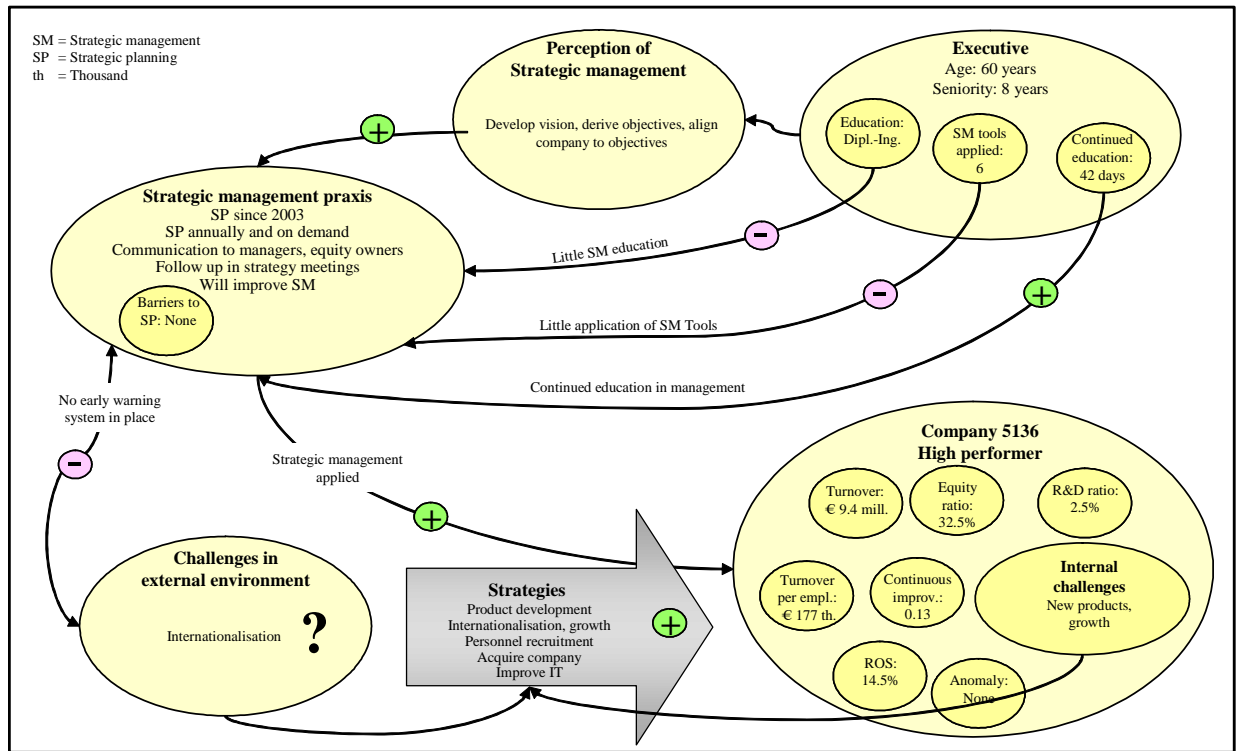 SM = Strategic management
SP = Strategic planning
th = Thousand
Perception of
Strategic management
Develop vision, derive objectives, align
company to objectives
Executive
Age: 60 years
Seniority: 8 years
Education:
Dipl.-Ing.
SM tools
applied:
6
Continued
education:
42 days
+
Strategic management praxis
SP since 2003
SP annually and on demand
Communication to managers, equity owners
Follow up in strategy meetings
Will improve SM
Barriers to
SP: None
Little SM education
−
Little application of SM Tools
−
Continued education in management
+
No early warning
system in place
−
Strategic management
applied
+
Company 5136
High performer
Turnover:
€ 9.4 mill.
Equity
ratio:
32.5%
R&D ratio:
2.5%
Turnover
per empl.:
€ 177 th.
Continuous
improv.:
0.13
Internal
challenges
New products,
growth
ROS:
14.5%
Anomaly:
None
Challenges in
external environment
Internationalisation
?
Strategies
Product development
Internationalisation, growth
Personnel recruitment
Acquire company
Improve IT
+